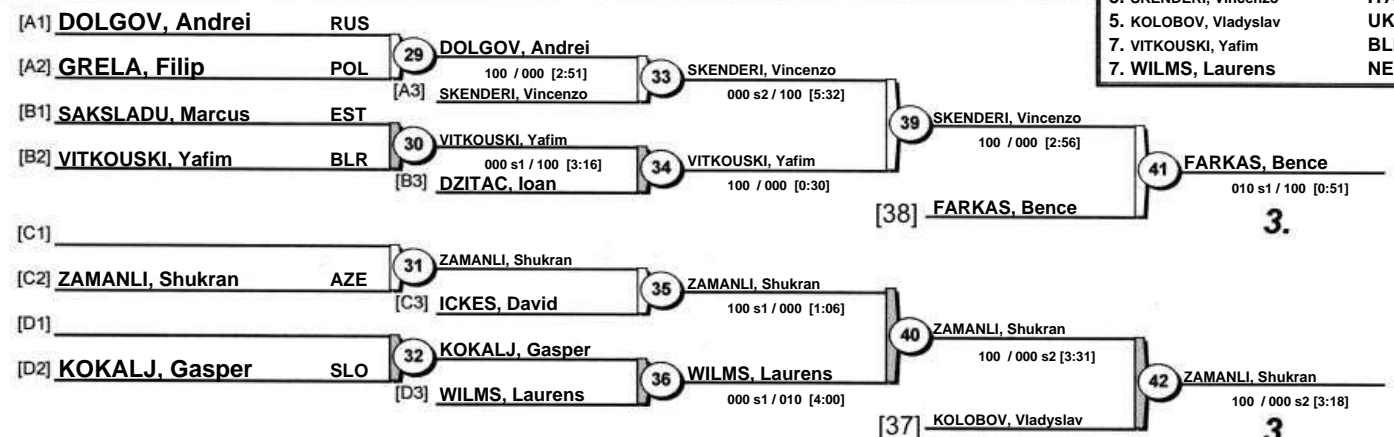 [A1] DOLGOV, Andrei RUS
[A2] GRELA, Filip POL
29
DOLGOV, Andrei
100 / 000 [2:51]
[A3] SKENDERI, Vincenzo
33
SKENDERI, Vincenzo
000 s2 / 100 [5:32]
[B1] SAKSLADU, Marcus EST
[B2] VITKOUSKI, Yafim BLR
30
VITKOUSKI, Yafim
000 s1 / 100 [3:16]
[B3] DZITAC, Ioan
34
VITKOUSKI, Yafim
100 / 000 [0:30]
39
SKENDERI, Vincenzo
100 / 000 [2:56]
[38] FARKAS, Bence
41
FARKAS, Bence
010 s1 / 100 [0:51]
3.
[C1]
[C2] ZAMANLI, Shukran AZE
31
ZAMANLI, Shukran
[C3] ICKES, David
35
ZAMANLI, Shukran
100 s1 / 000 [1:06]
[D1]
[D2] KOKALJ, Gasper SLO
32
KOKALJ, Gasper
[D3] WILMS, Laurens
36
WILMS, Laurens
000 s1 / 010 [4:00]
40
ZAMANLI, Shukran
100 / 000 s2 [3:31]
[37] KOLOBOV, Vladyslav
42
ZAMANLI, Shukran
100 / 000 s2 [3:18]
3
5. KOLOBOV, Vladyslav UK
7. VITKOUSKI, Yafim BL
7. WILMS, Laurens NE